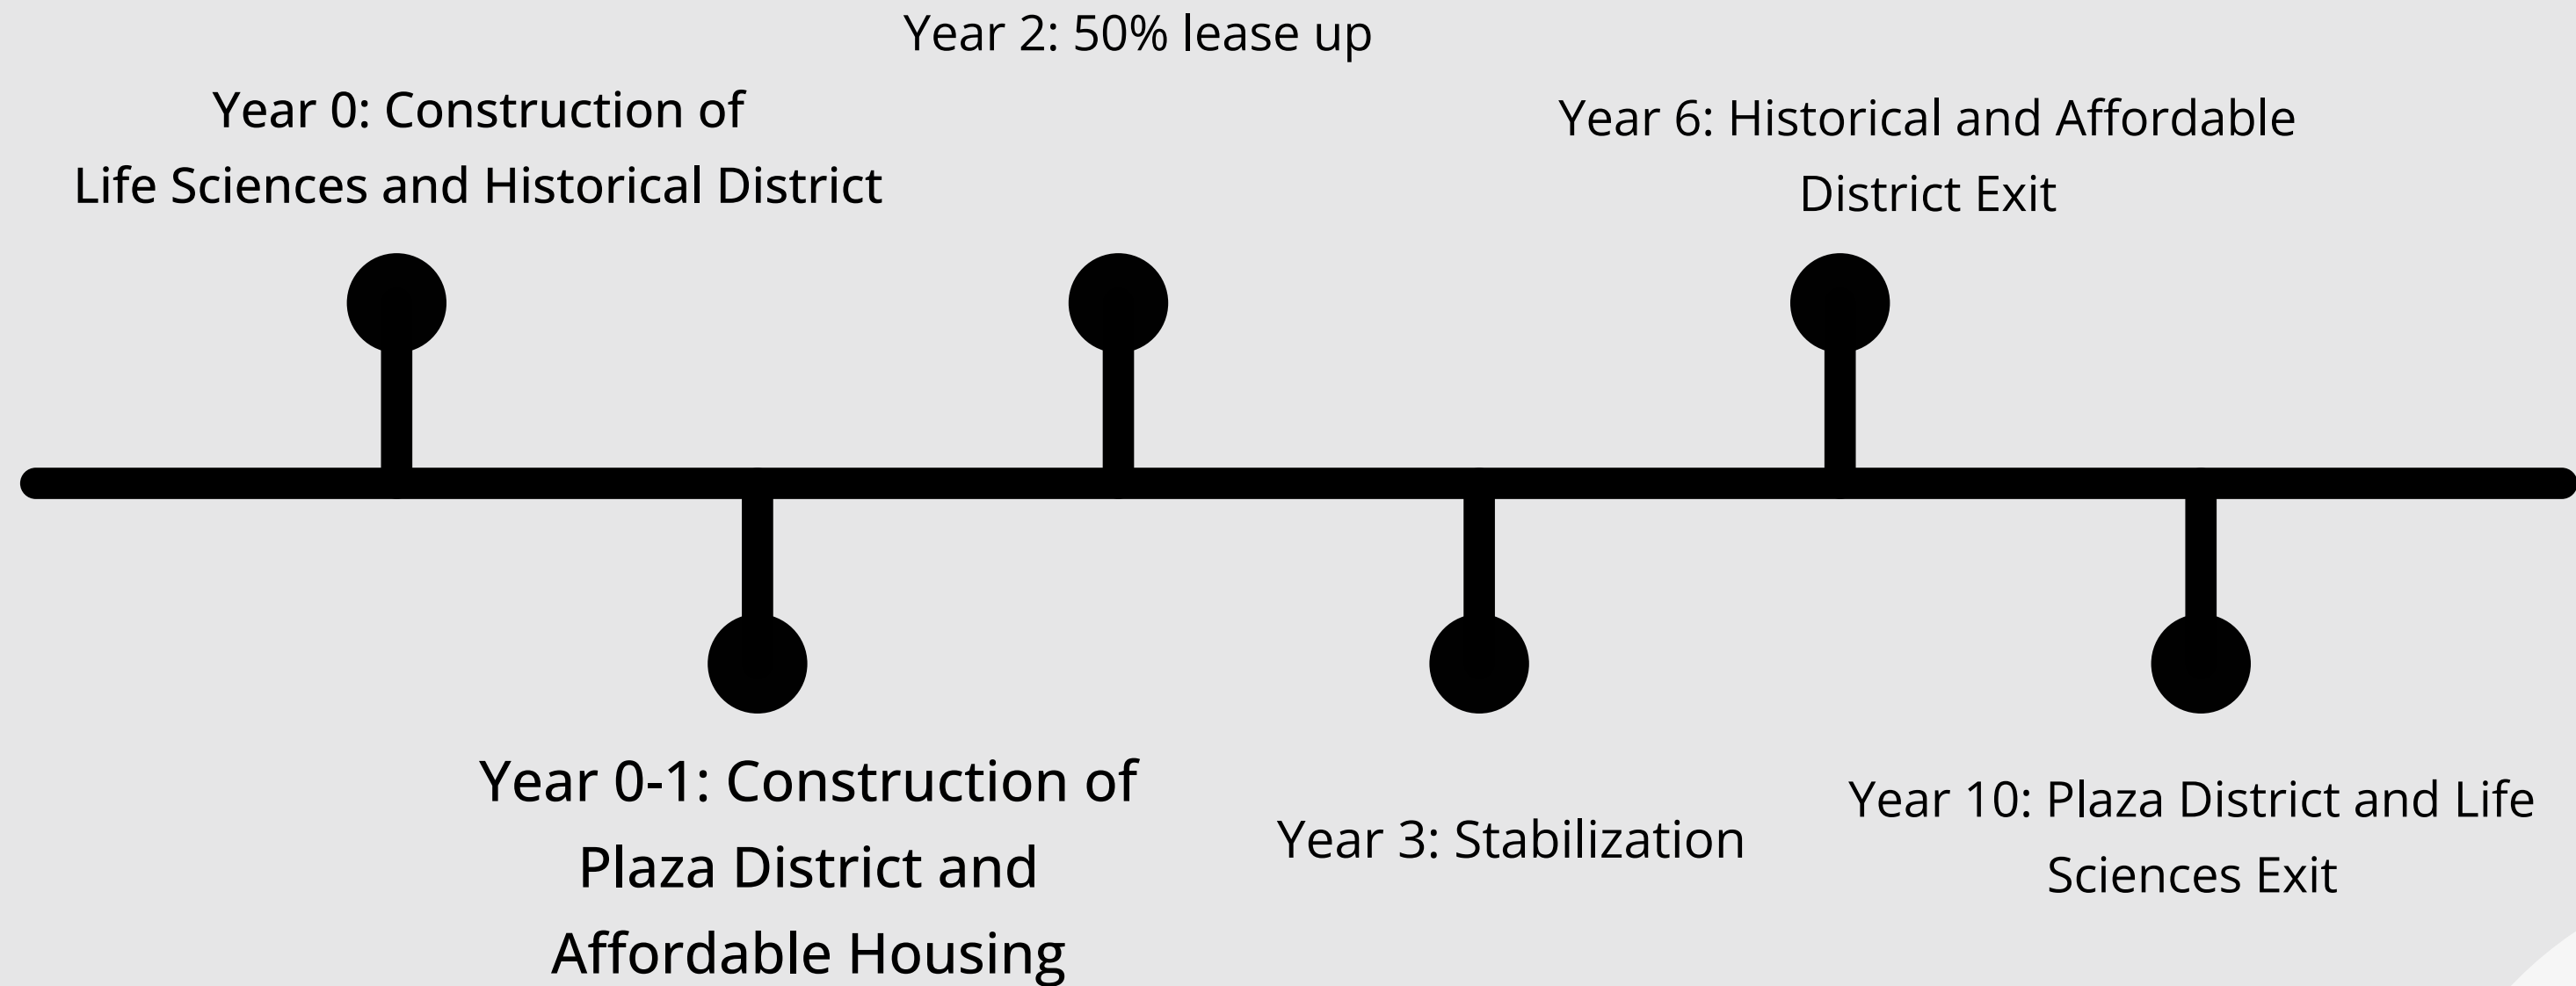 Year 2: 50% lease up
Year 0: Construction of
Life Sciences and Historical District
Year 6: Historical and Affordable
District Exit
Year 0-1: Construction of
Plaza District and
Affordable Housing
Year 3: Stabilization
Year 10: Plaza District and Life
Sciences Exit